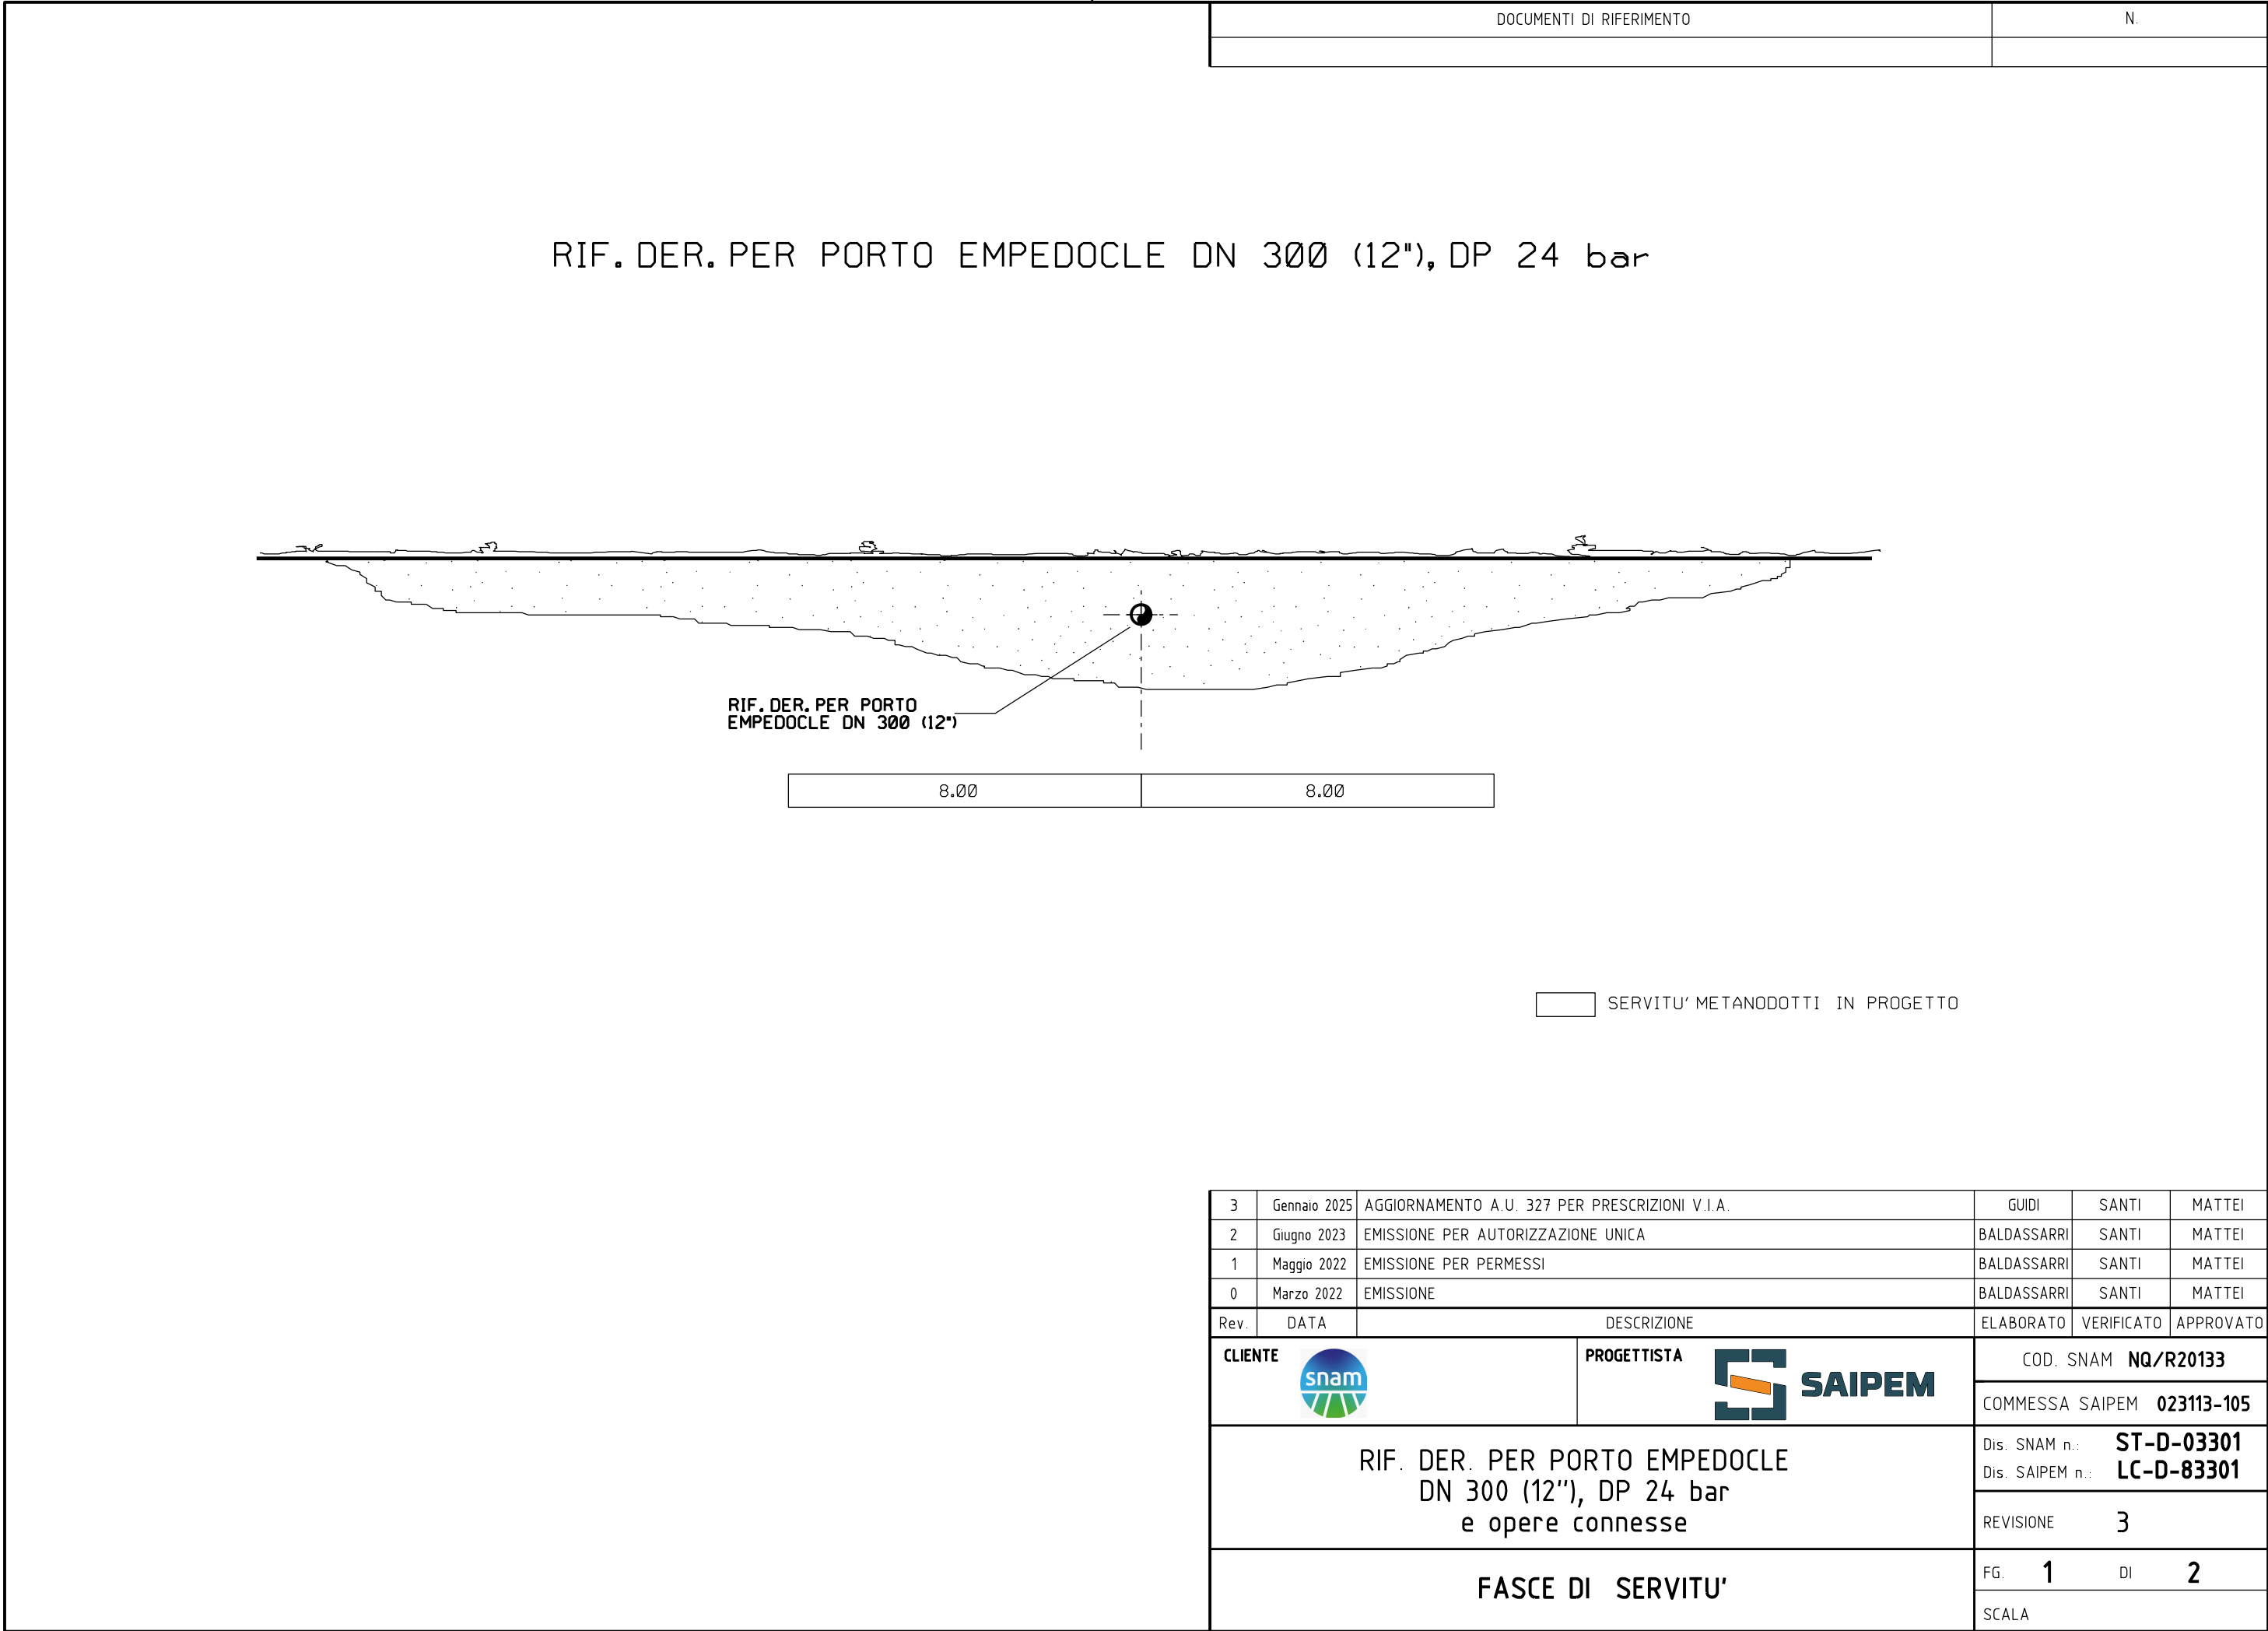 DOCUMENTI DI RIFERIMENTO N.
RIF. DER. PER PORTO EMPEDOCLE DN 300 (12"), DP 24 bar
RIF. DER. PER PORTO
EMPEDOCLE DN 300 (12")
8.00 8.00
SERVITU' METANODOTTI IN PROGETTO
3 Gennaio 2025 AGGIORNAMENTO A.U. 327 PER PRESCRIZIONI V.I.A. GUIDI SANTI MATTEI
2 Giugno 2023 EMISSIONE PER AUTORIZZAZIONE UNICA BALDASSARRI SANTI MATTEI
1 Maggio 2022 EMISSIONE PER PERMESSI BALDASSARRI SANTI MATTEI
0 Marzo 2022 EMISSIONE BALDASSARRI SANTI MATTEI
Rev. DATA DESCRIZIONE ELABORATO VERIFICATO APPROVATO
CLIENTE snam PROGETTISTA SAIPEM
COD. SNAM NQ/R20133
COMMESSA SAIPEM 023113-105
RIF. DER. PER PORTO EMPEDOCLE
DN 300 (12''), DP 24 bar
e opere connesse
Dis. SNAM n.: ST-D-03301
Dis. SAIPEM n.: LC-D-83301
REVISIONE 3
FASCE DI SERVITU'
FG. 1 DI 2
SCALA